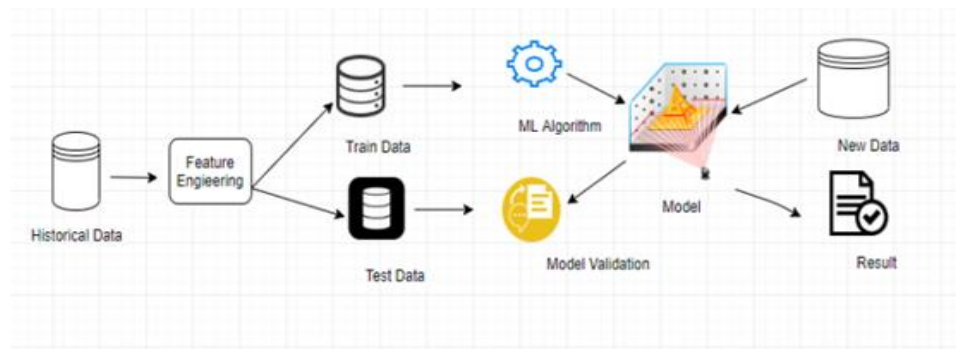 Historical Data
Feature
Engieering
Train Data
Test Data
ML Algorithm
Model Validation
Model
New Data
Result